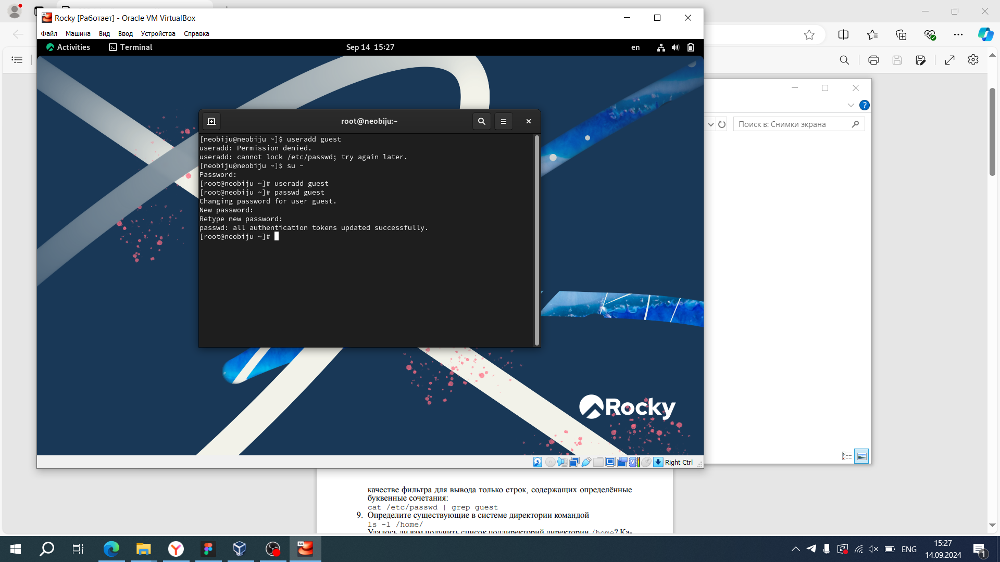 Rocky [Работает] - Oracle VM VirtualBox
Файл Машина Вид Ввод Устройства Справка
Activities Terminal Sep 14 15:27 en
root@neobiju:~
[neobiju@neobiju ~]$ useradd guest
useradd: Permission denied.
useradd: cannot lock /etc/passwd; try again later.
[neobiju@neobiju ~]$ su -
Password:
[root@neobiju ~]# useradd guest
[root@neobiju ~]# passwd guest
Changing password for user guest.
New password:
Retype new password:
passwd: all authentication tokens updated successfully.
[root@neobiju ~]#
Поиск в: Снимки экрана
Rocky
Right Ctrl
качестве фильтра для вывода только строк, содержащих определённые
буквенные сочетания:
cat /etc/passwd | grep guest
9. Определите существующие в системе директории командой
ls -l /home/
Удалось ли вам получить список поддиректорий директории /home? Ка-
64
ENG
15:27
14.09.2024
1